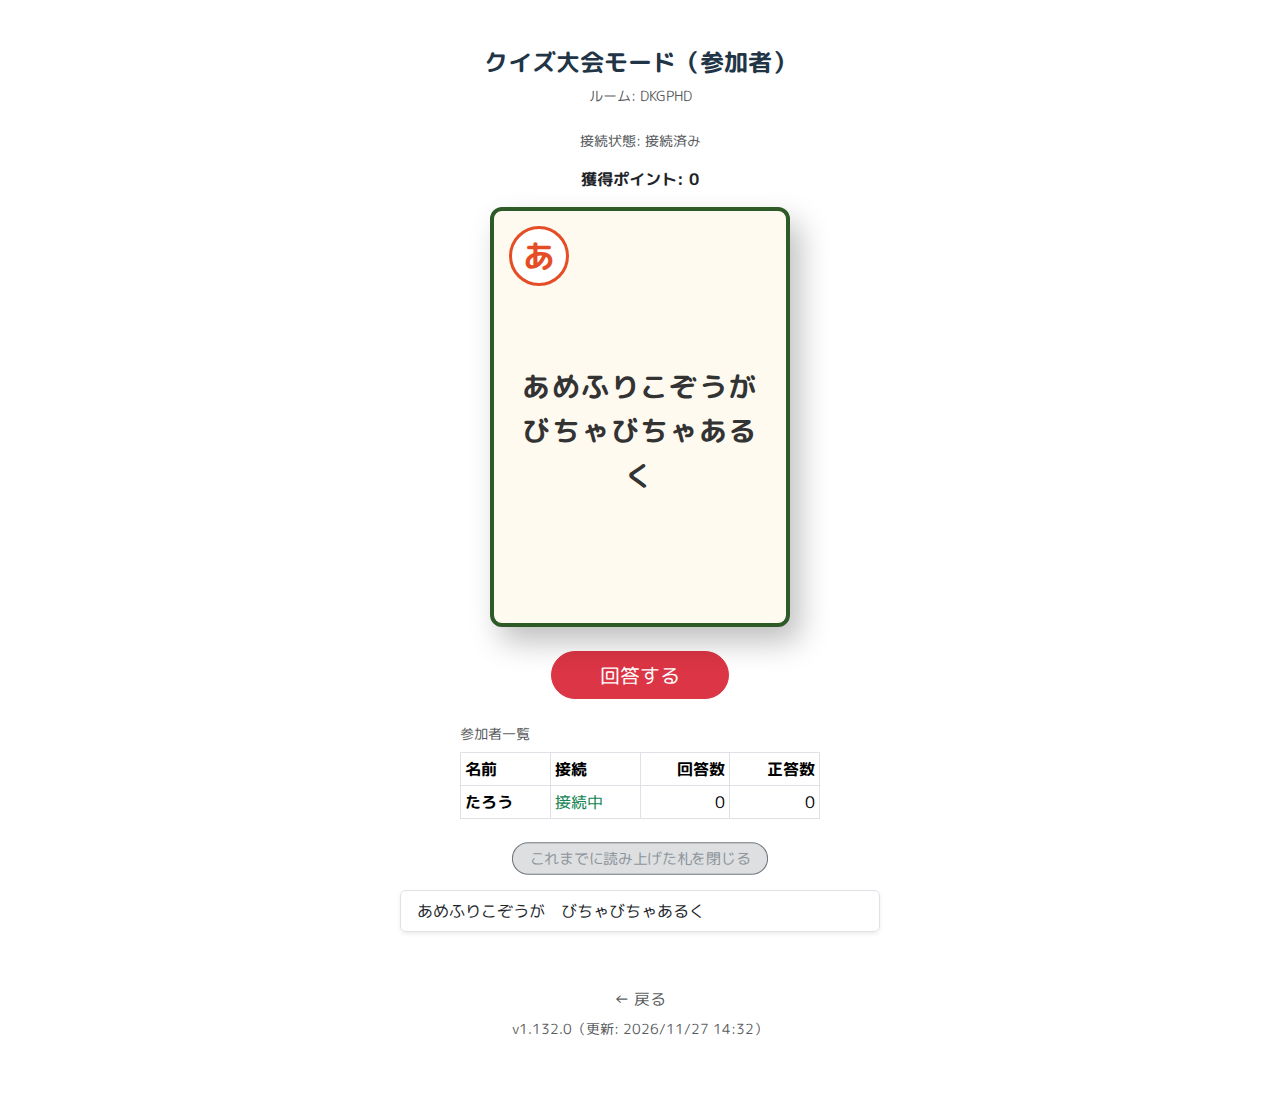 クイズ大会モード（参加者）
ルーム: DKGPHD
接続状態: 接続済み
獲得ポイント: 0
あ
あめふりこぞうが
びちゃびちゃある
く
回答する
参加者一覧
名前 接続 回答数 正答数
たろう 接続中 0 0
これまでに読み上げた札を閉じる
あめふりこぞうが　びちゃびちゃあるく
← 戻る
v1.132.0（更新: 2026/11/27 14:32）